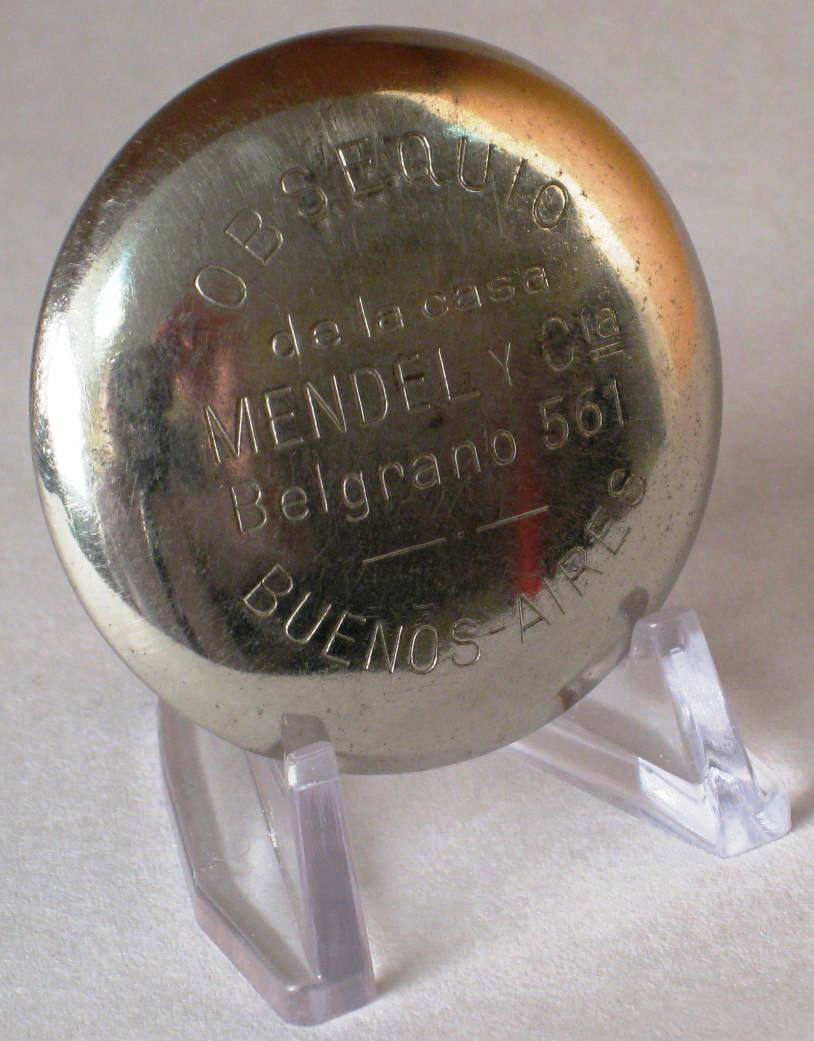 OBSEQUIO
de la casa
MENDEL Y Cía
Belgrano 561
BUENOS-AIRES